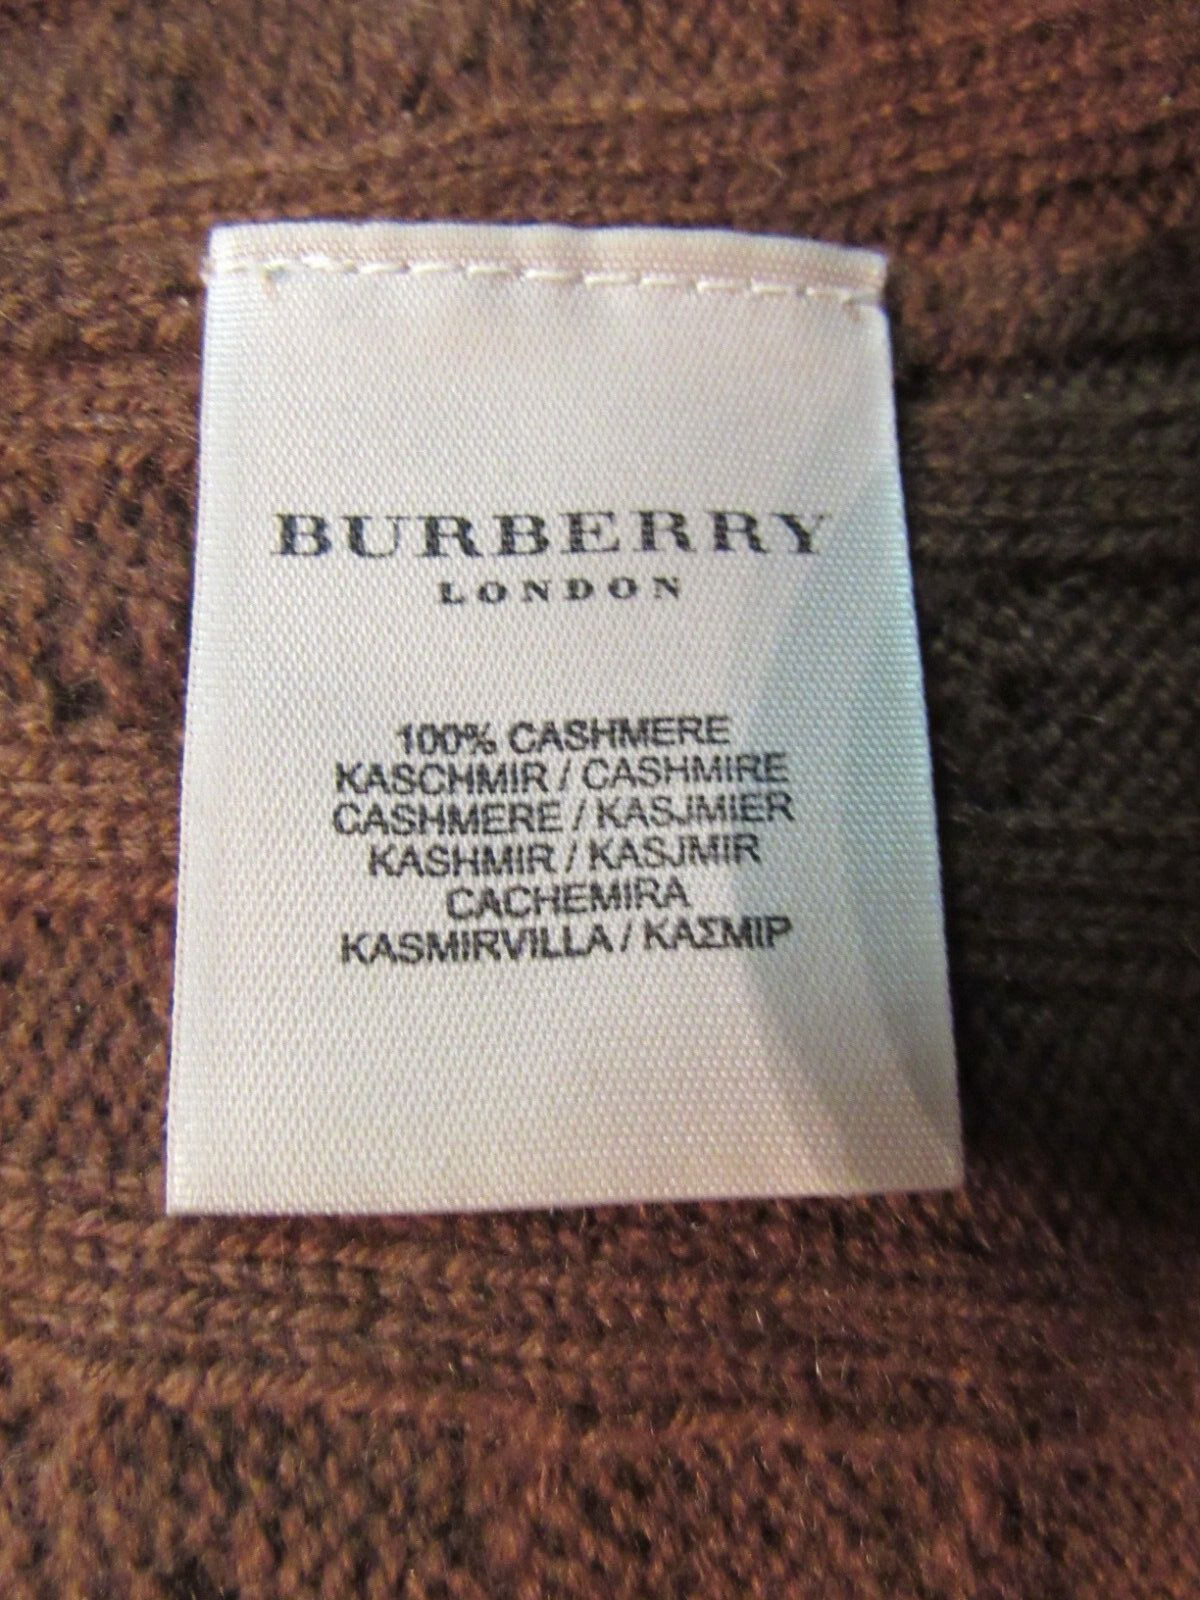 BURBERRY
LONDON
100% CASHMERE
KASCHMIR / CASHMIRE
CASHMERE / KASJMIER
KASHMIR / KASJMIR
CACHEMIRA
KASMIRVILLA / ΚΑΣΜΙΡ